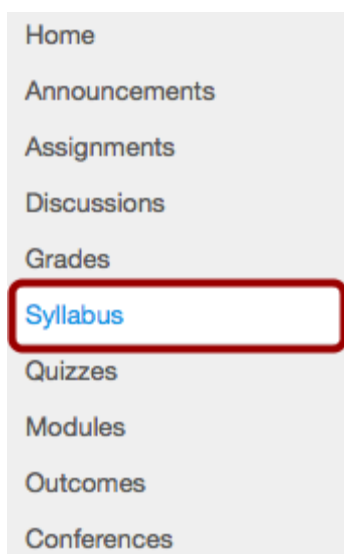 Home
Announcements
Assignments
Discussions
Grades
Syllabus
Quizzes
Modules
Outcomes
Conferences